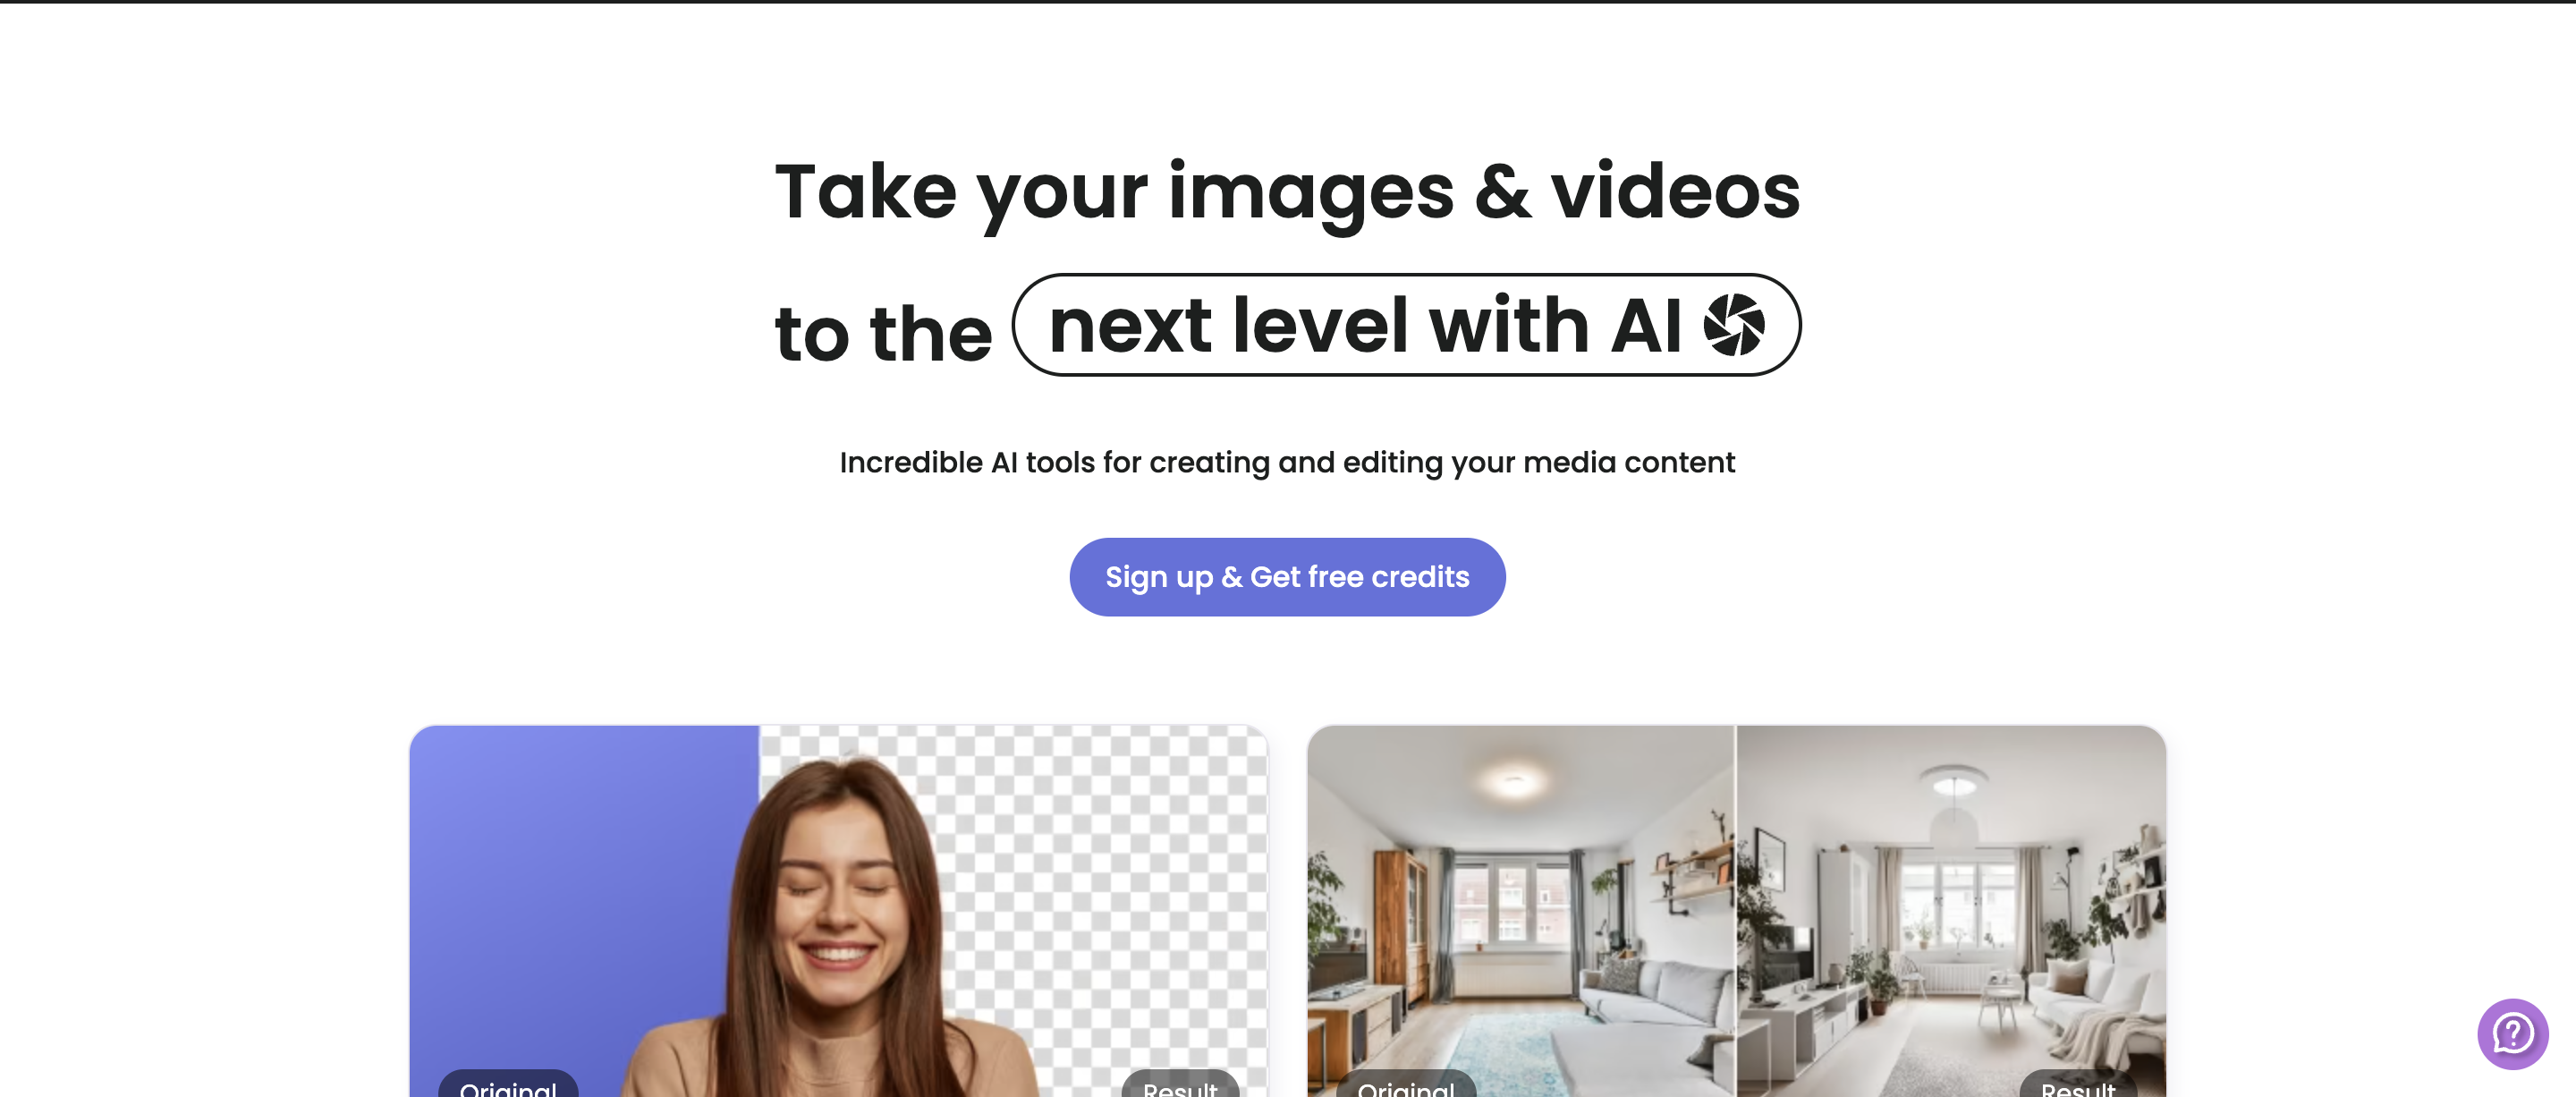 Take your images & videos
to the next level with AI
Incredible AI tools for creating and editing your media content
Sign up & Get free credits
Original
Result
Original
Result